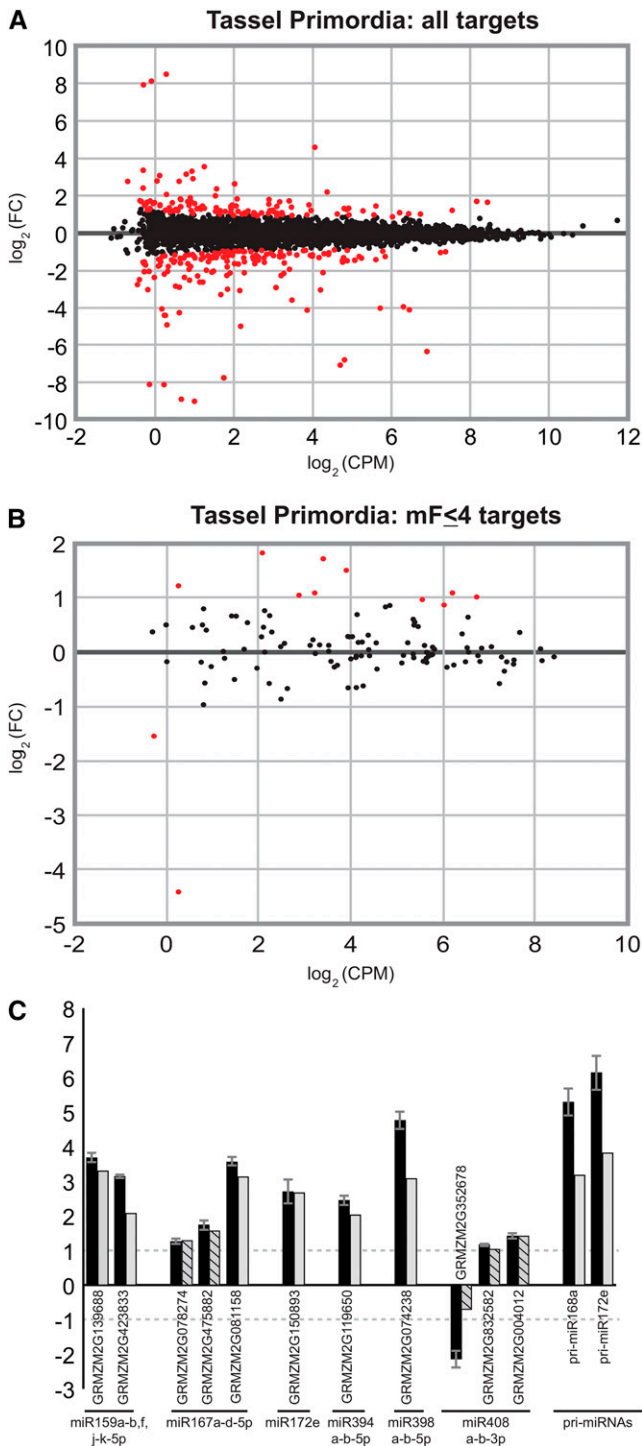 A
Tassel Primordia: all targets
10
8
6
4
2
0
-2
-4
-6
-8
-10
log2(FC)
-2 0 2 4 6 8 10 12
log2(CPM)
B
Tassel Primordia: mF≤4 targets
2
1
0
-1
-2
-3
-4
-5
log2(FC)
-2 0 2 4 6 8 10
log2(CPM)
C
8
7
6
5
4
3
2
1
0
-1
-2
-3
GRMZM2G139688
GRMZM2G423833
GRMZM2G078274
GRMZM2G475882
GRMZM2G081158
GRMZM2G150893
GRMZM2G119650
GRMZM2G074238
GRMZM2G352678
GRMZM2G832582
GRMZM2G004012
pri-miR168a
pri-miR172e
miR159a-b,f,
j-k-5p
miR167a-d-5p
miR172e
miR394
a-b-5p
miR398
a-b-5p
miR408
a-b-3p
pri-miRNAs